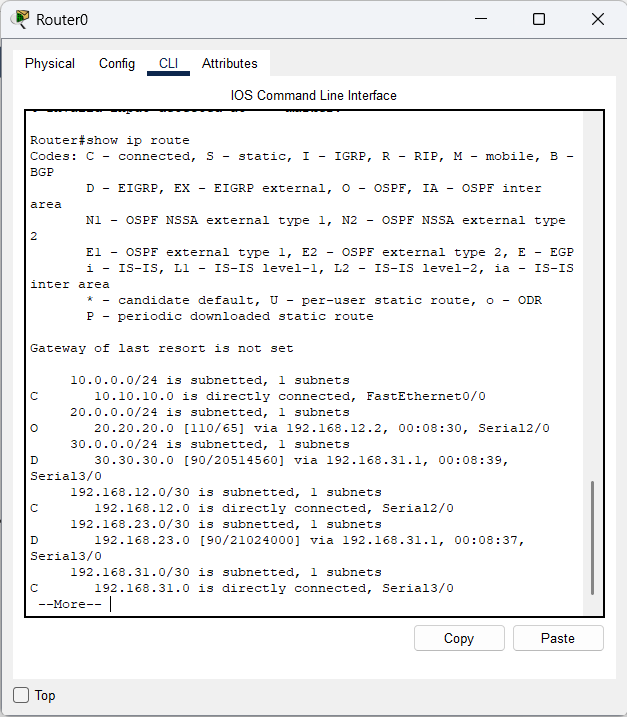 Router0
Physical Config CLI Attributes
IOS Command Line Interface
Router#show ip route
Codes: C - connected, S - static, I - IGRP, R - RIP, M - mobile, B -
BGP
D - EIGRP, EX - EIGRP external, O - OSPF, IA - OSPF inter
area
N1 - OSPF NSSA external type 1, N2 - OSPF NSSA external type
2
E1 - OSPF external type 1, E2 - OSPF external type 2, E - EGP
i - IS-IS, L1 - IS-IS level-1, L2 - IS-IS level-2, ia - IS-IS
inter area
* - candidate default, U - per-user static route, o - ODR
P - periodic downloaded static route
Gateway of last resort is not set
10.0.0.0/24 is subnetted, 1 subnets
C 10.10.10.0 is directly connected, FastEthernet0/0
20.0.0.0/24 is subnetted, 1 subnets
O 20.20.20.0 [110/65] via 192.168.12.2, 00:08:30, Serial2/0
30.0.0.0/24 is subnetted, 1 subnets
D 30.30.30.0 [90/20514560] via 192.168.31.1, 00:08:39,
Serial3/0
192.168.12.0/30 is subnetted, 1 subnets
C 192.168.12.0 is directly connected, Serial2/0
192.168.23.0/30 is subnetted, 1 subnets
D 192.168.23.0 [90/21024000] via 192.168.31.1, 00:08:37,
Serial3/0
192.168.31.0/30 is subnetted, 1 subnets
C 192.168.31.0 is directly connected, Serial3/0
--More--
Copy Paste
Top